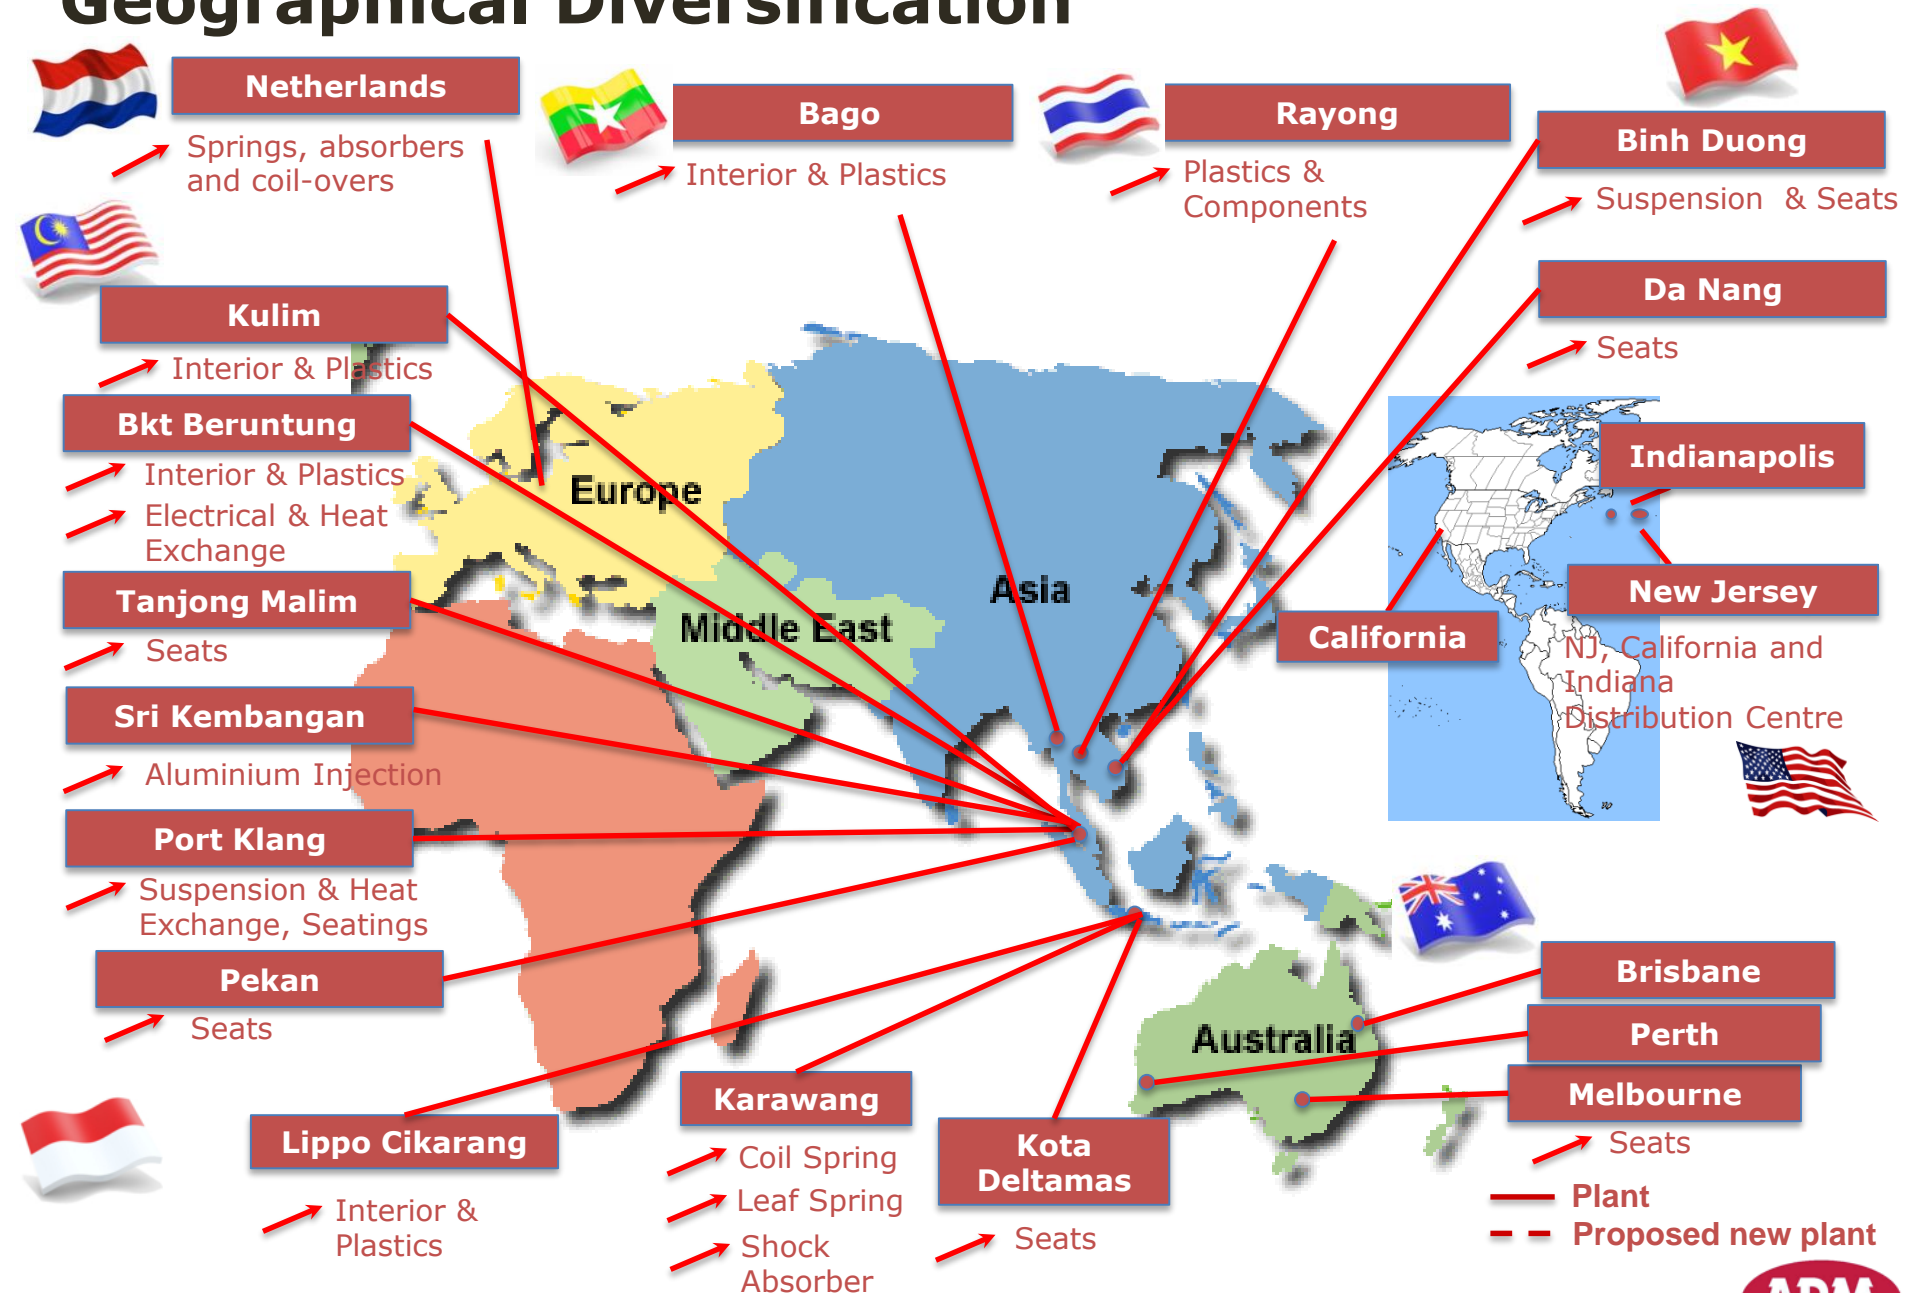 Geographical Diversification
Netherlands
Springs, absorbers
and coil-overs
Bago
Interior & Plastics
Rayong
Plastics &
Components
Binh Duong
Suspension & Seats
Da Nang
Seats
Kulim
Interior & Plastics
Bkt Beruntung
Interior & Plastics
Electrical & Heat
Exchange
Tanjong Malim
Seats
Sri Kembangan
Aluminium Injection
Port Klang
Suspension & Heat
Exchange, Seatings
Pekan
Seats
Europe
Middle East
Asia
Australia
Indianapolis
New Jersey
California
NJ, California and
Indiana
Distribution Centre
Brisbane
Perth
Melbourne
Seats
Lippo Cikarang
Interior &
Plastics
Karawang
Coil Spring
Leaf Spring
Shock
Absorber
Kota
Deltamas
Seats
Plant
Proposed new plant
APM